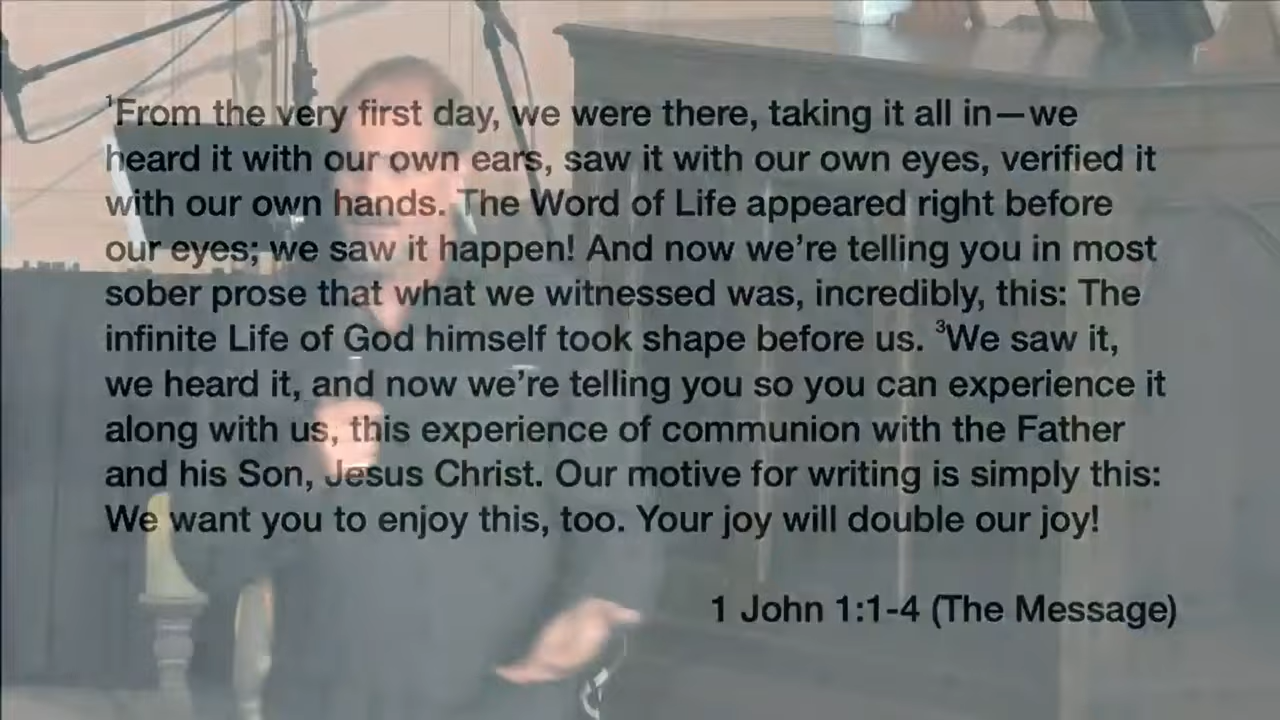 ¹From the very first day, we were there, taking it all in—we
heard it with our own ears, saw it with our own eyes, verified it
with our own hands. The Word of Life appeared right before
our eyes; we saw it happen! And now we’re telling you in most
sober prose that what we witnessed was, incredibly, this: The
infinite Life of God himself took shape before us. ³We saw it,
we heard it, and now we’re telling you so you can experience it
along with us, this experience of communion with the Father
and his Son, Jesus Christ. Our motive for writing is simply this:
We want you to enjoy this, too. Your joy will double our joy!
1 John 1:1-4 (The Message)